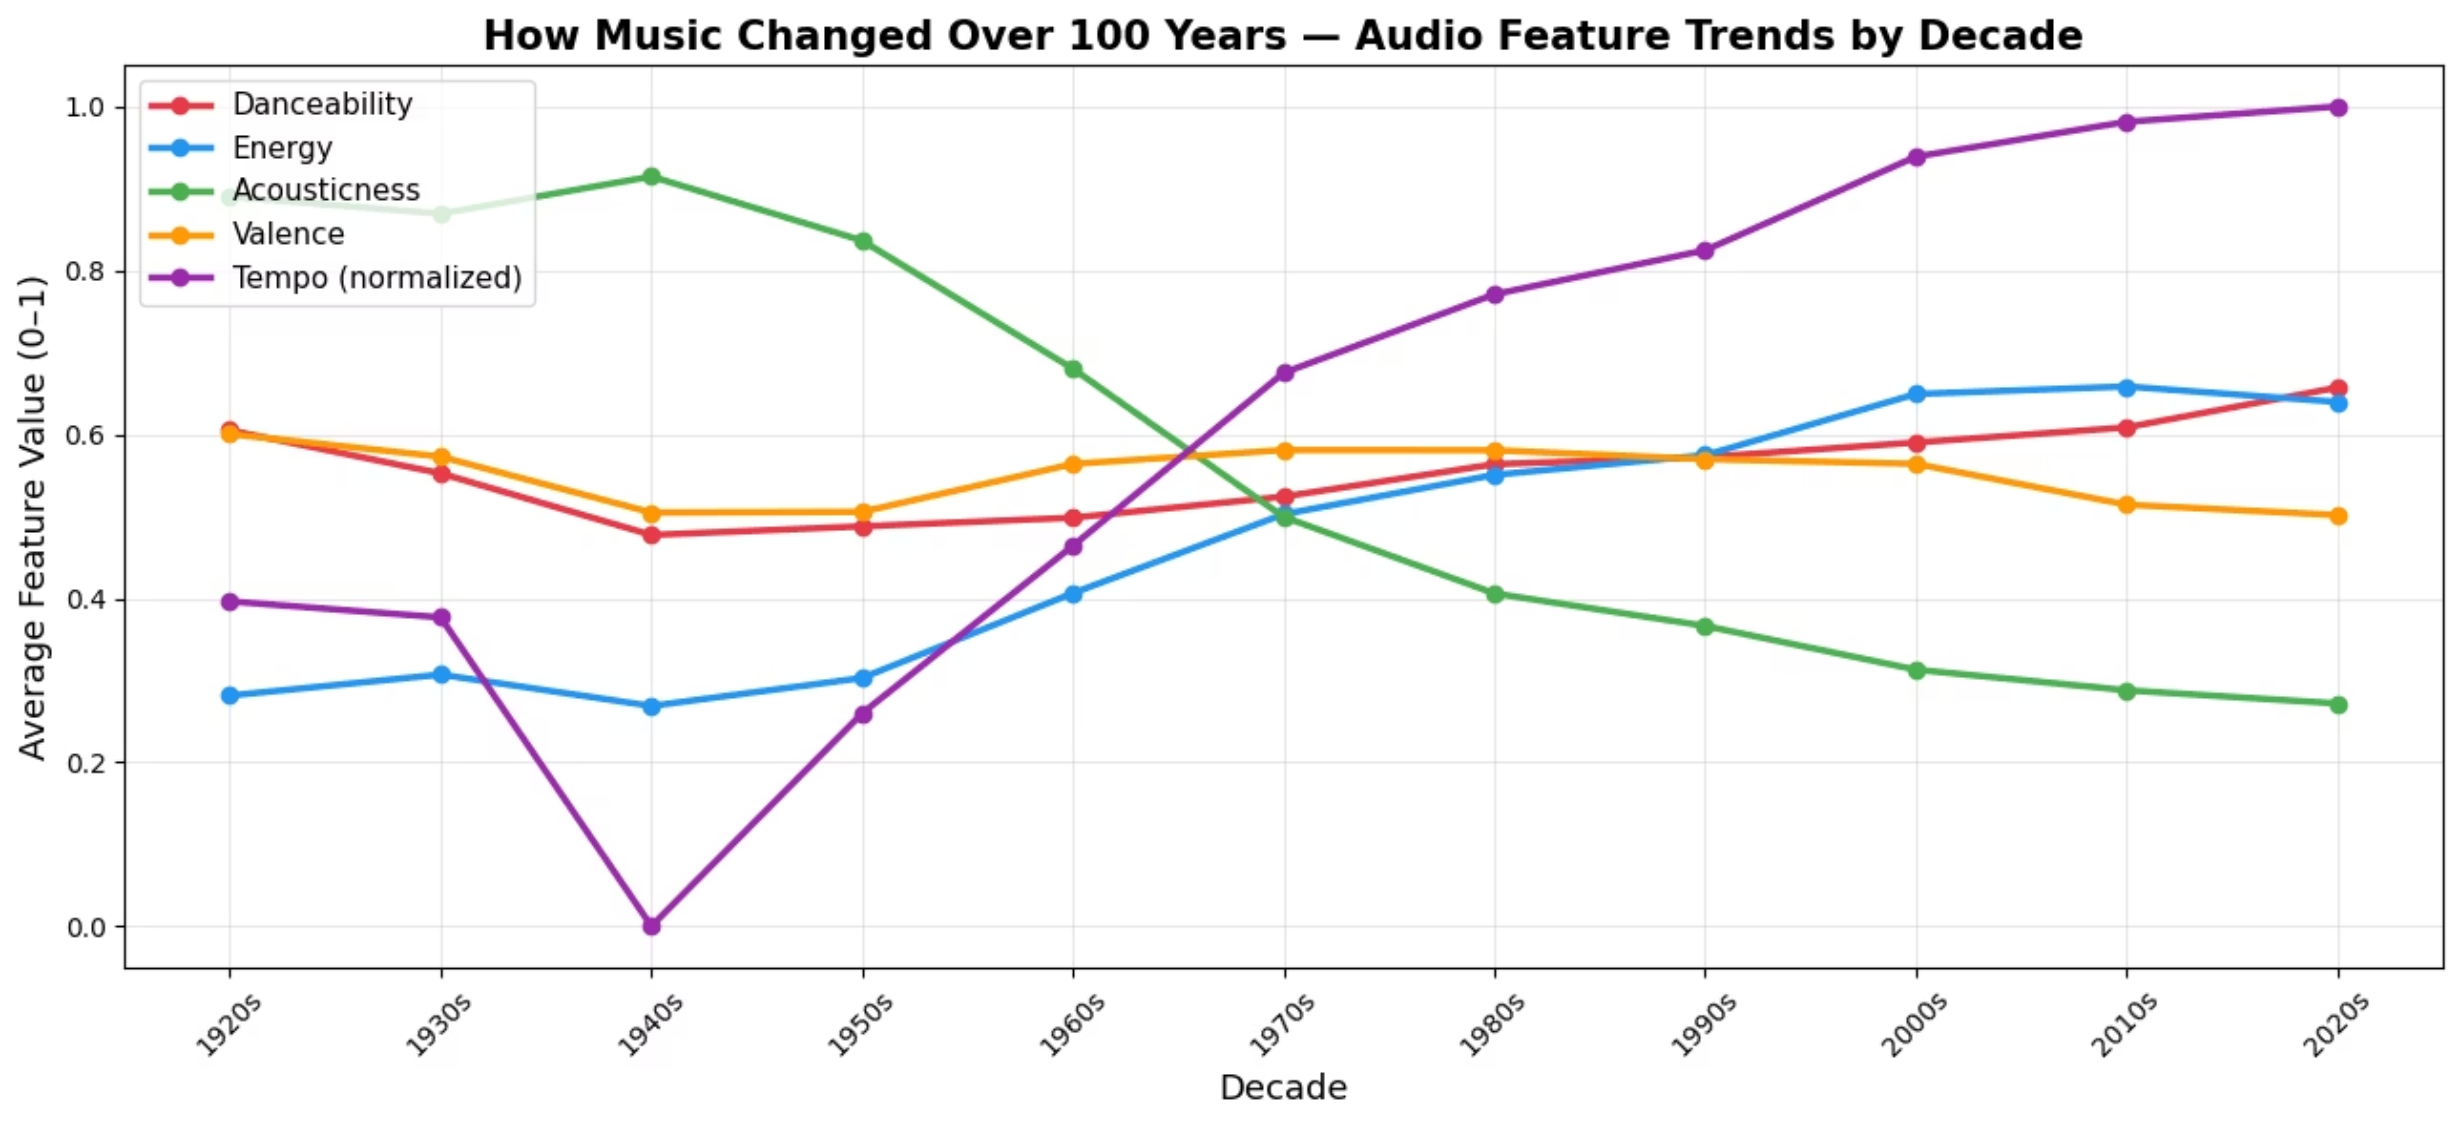 How Music Changed Over 100 Years — Audio Feature Trends by Decade
Danceability
Energy
Acousticness
Valence
Tempo (normalized)
Average Feature Value (0–1)
1.0
0.8
0.6
0.4
0.2
0.0
1920s
1930s
1940s
1950s
1960s
1970s
1980s
1990s
2000s
2010s
2020s
Decade